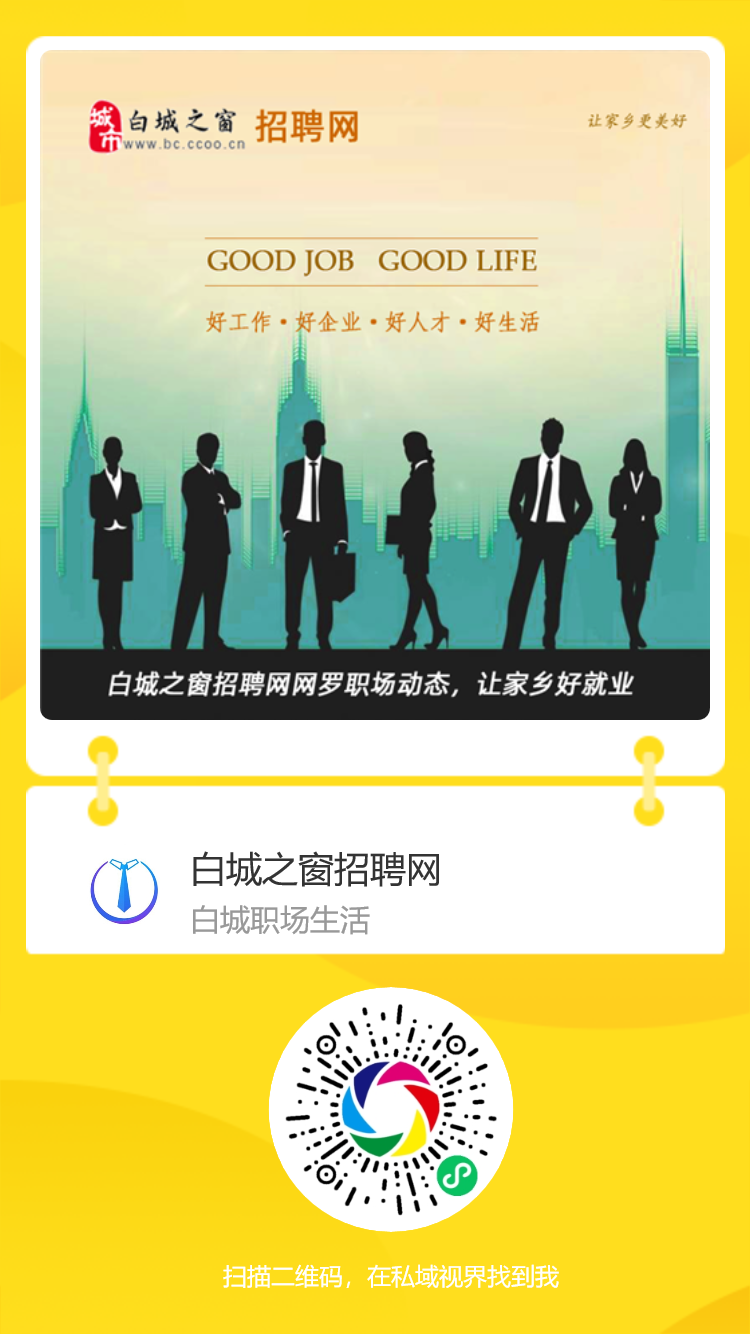 城市
白城之窗
www.bc.ccoo.cn
招聘网
让家乡更美好
GOOD JOB GOOD LIFE
好工作·好企业·好人才·好生活
白城之窗招聘网网罗职场动态，让家乡好就业
白城之窗招聘网
白城职场生活
扫描二维码，在私域视界找到我